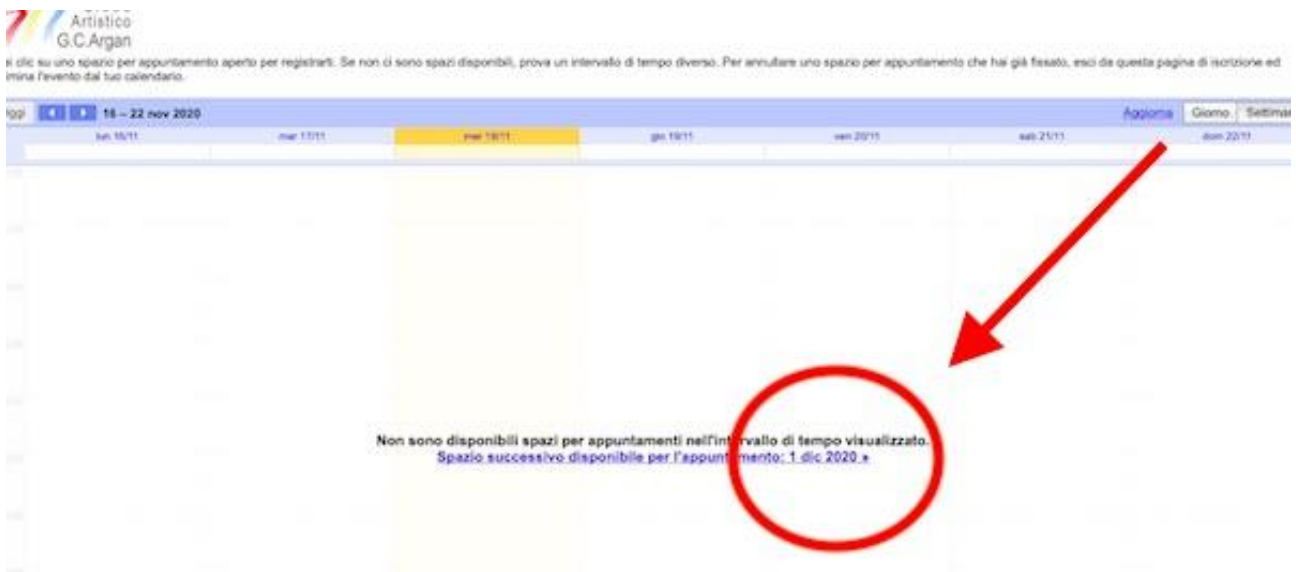 Artistico
G.C.Argan
clic su uno spazio per appuntamento aperto per registrarti. Se non ci sono spazi disponibili, prova un intervallo di tempo diverso. Per annullare uno spazio per appuntamento che hai già fissato, esci da questa pagina di iscrizione ed
imina l'evento dal tuo calendario.
16 – 22 nov 2020 Aggiorna Giorno Settima
lun 16/11 mar 17/11 mer 18/11 gio 19/11 ven 20/11 sab 21/11 dom 22/11
Non sono disponibili spazi per appuntamenti nell'intervallo di tempo visualizzato.
Spazio successivo disponibile per l'appuntamento: 1 dic 2020 »